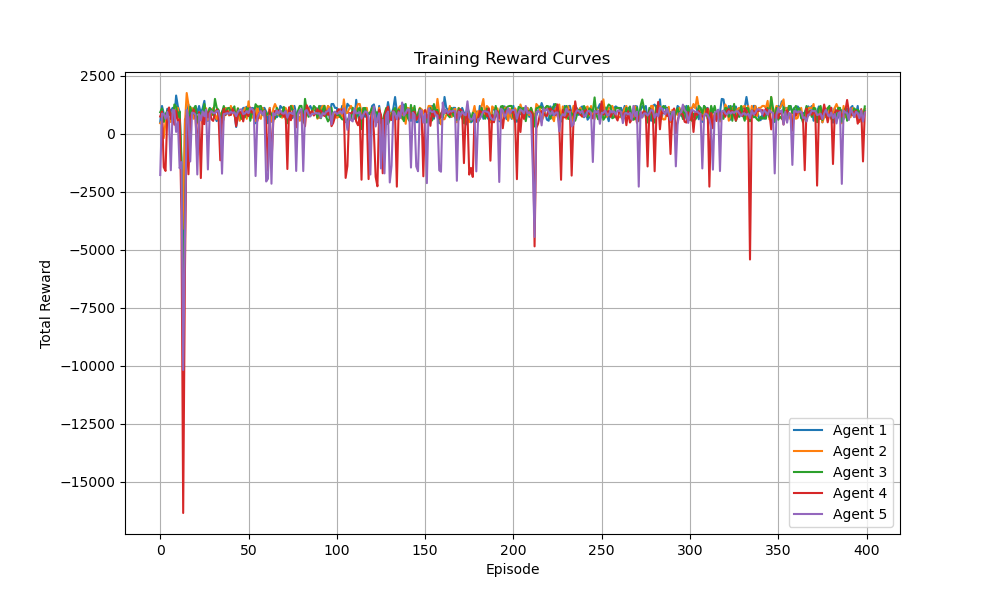 Training Reward Curves
Total Reward
2500
0
−2500
−5000
−7500
−10000
−12500
−15000
Agent 1
Agent 2
Agent 3
Agent 4
Agent 5
0 50 100 150 200 250 300 350 400
Episode